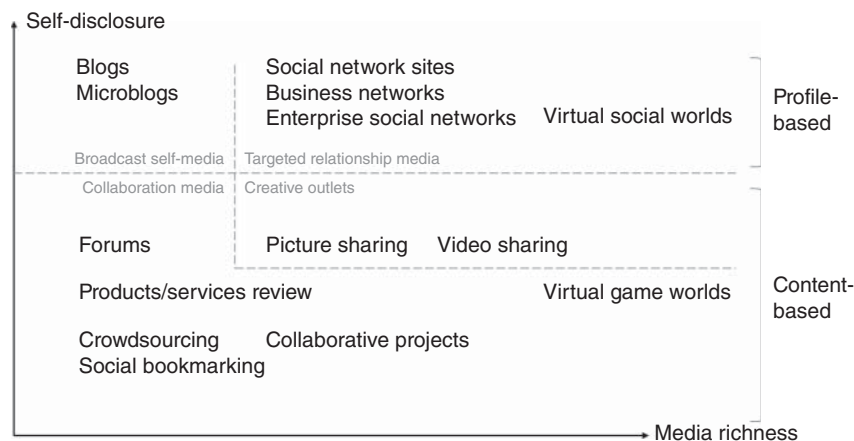 Self-disclosure
Blogs
Microblogs
Social network sites
Business networks
Enterprise social networks
Virtual social worlds
Profile-
based
Broadcast self-media
Targeted relationship media
Collaboration media
Creative outlets
Forums
Picture sharing
Video sharing
Products/services review
Virtual game worlds
Content-
based
Crowdsourcing
Collaborative projects
Social bookmarking
Media richness